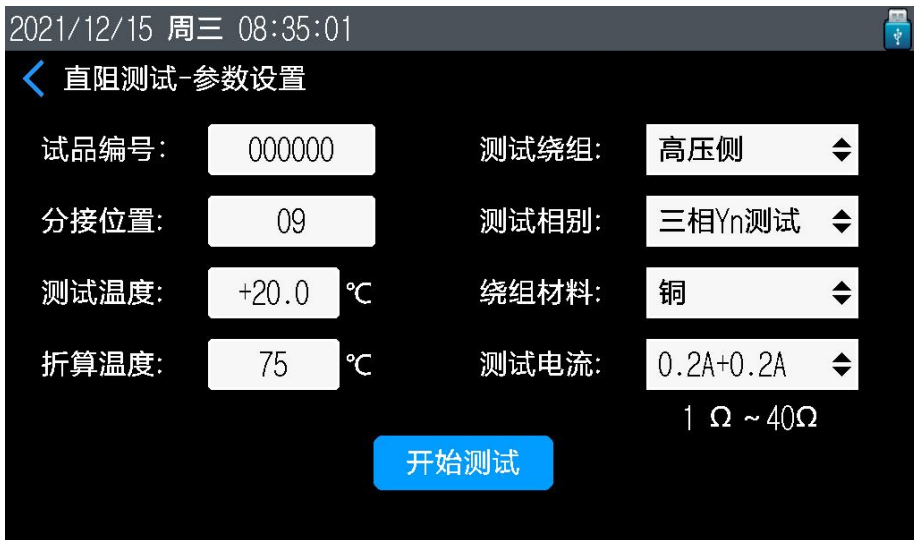 2021/12/15 周三 08:35:01
直阻测试-参数设置
试品编号: 000000 测试绕组: 高压侧
分接位置: 09 测试相别: 三相Yn测试
测试温度: +20.0 ℃ 绕组材料: 铜
折算温度: 75 ℃ 测试电流: 0.2A+0.2A
1 Ω ~40Ω
开始测试